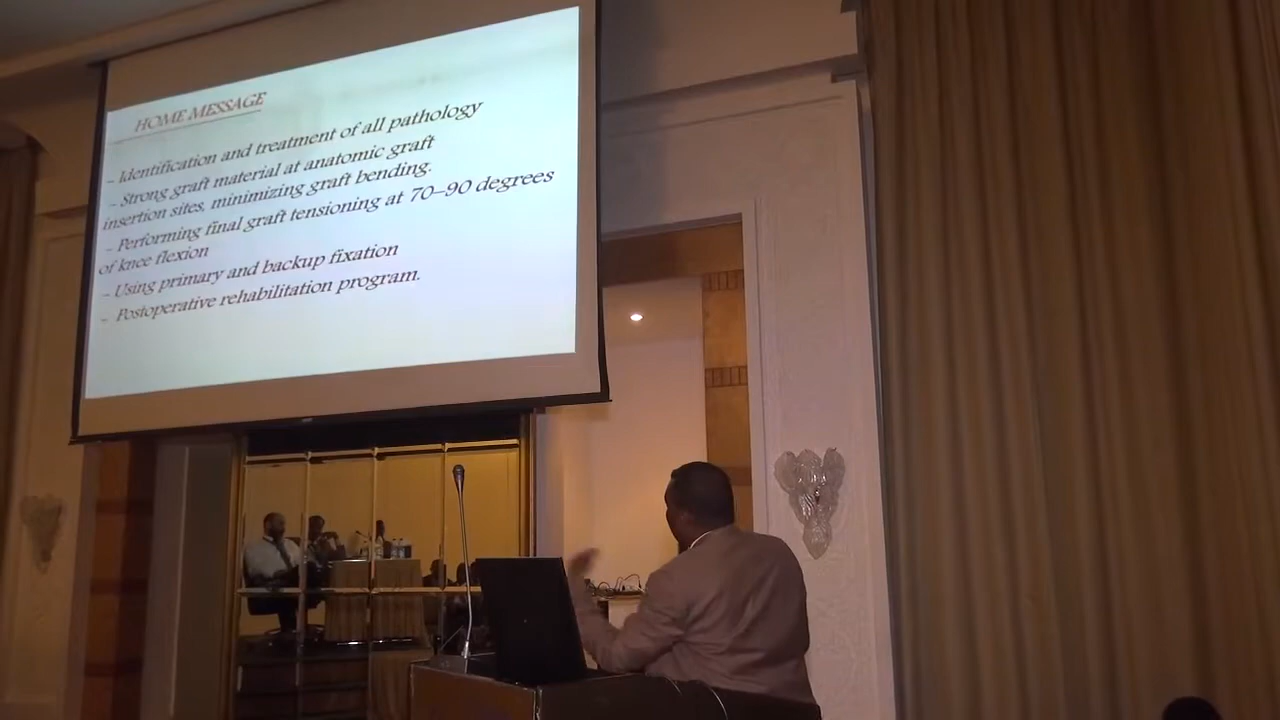 HOME MESSAGE
- Identification and treatment of all pathology
- Strong graft material at anatomic graft
insertion sites, minimizing graft bending.
- Performing final graft tensioning at 70–90 degrees
of knee flexion
- Using primary and backup fixation
- Postoperative rehabilitation program.